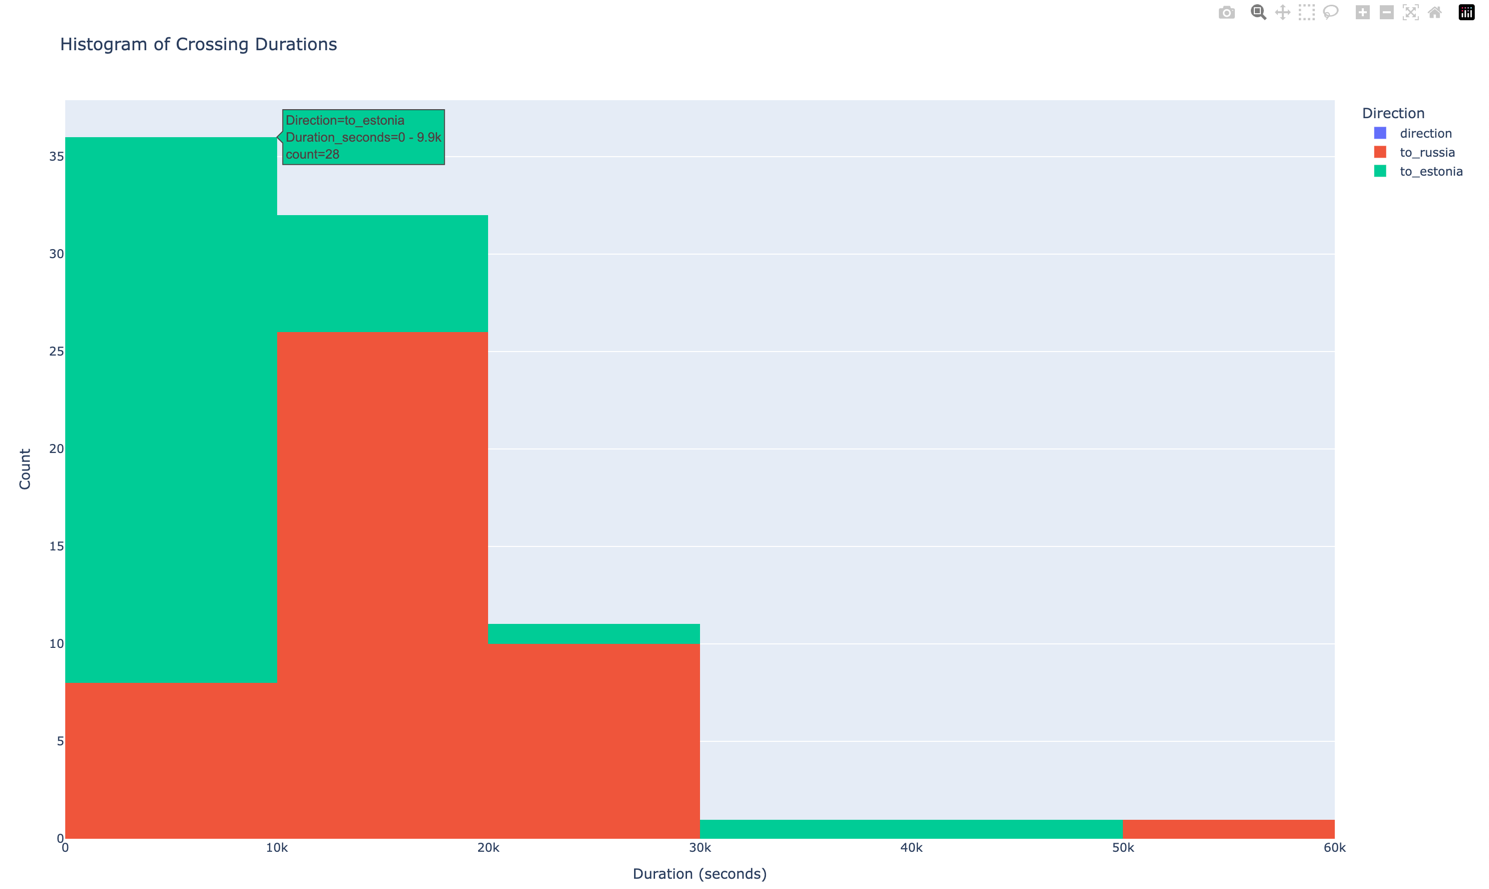 Histogram of Crossing Durations
Direction=to_estonia
Duration_seconds=0 - 9.9k
count=28
Direction
direction
to_russia
to_estonia
35
30
25
20
15
10
5
0
Count
0 10k 20k 30k 40k 50k 60k
Duration (seconds)